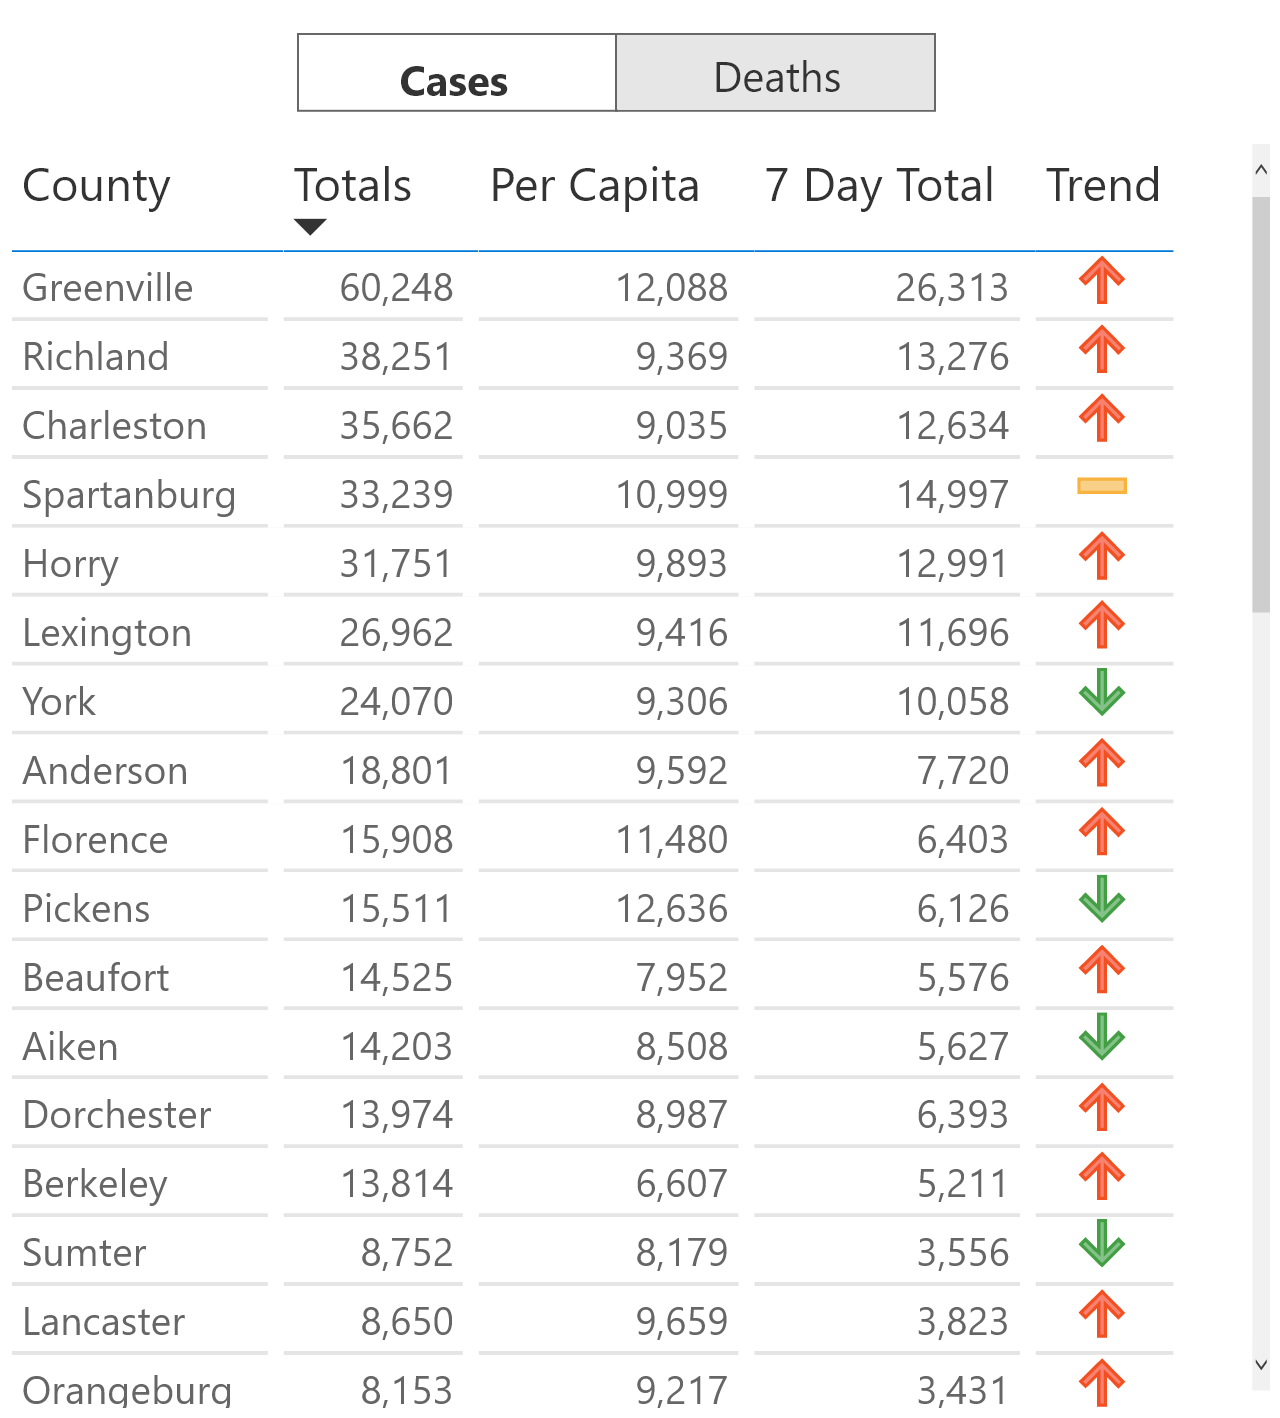 Cases Deaths
County Totals Per Capita 7 Day Total Trend
Greenville 60,248 12,088 26,313
Richland 38,251 9,369 13,276
Charleston 35,662 9,035 12,634
Spartanburg 33,239 10,999 14,997
Horry 31,751 9,893 12,991
Lexington 26,962 9,416 11,696
York 24,070 9,306 10,058
Anderson 18,801 9,592 7,720
Florence 15,908 11,480 6,403
Pickens 15,511 12,636 6,126
Beaufort 14,525 7,952 5,576
Aiken 14,203 8,508 5,627
Dorchester 13,974 8,987 6,393
Berkeley 13,814 6,607 5,211
Sumter 8,752 8,179 3,556
Lancaster 8,650 9,659 3,823
Orangeburg 8,153 9,217 3,431